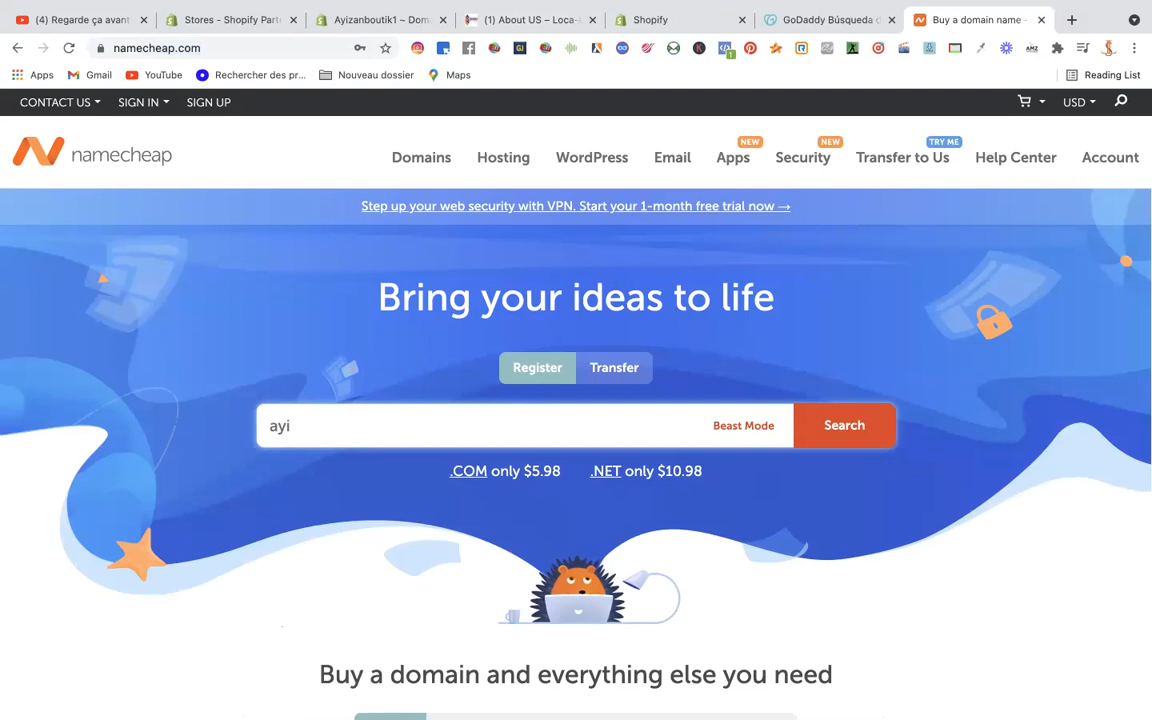 (4) Regarde ça avant
Stores - Shopify Part
Ayizanboutik1 ~ Dom
(1) About US – Loca-
Shopify
GoDaddy Búsqueda d
Buy a domain name -
namecheap.com
Apps
Gmail
YouTube
Rechercher des pr...
Nouveau dossier
Maps
Reading List
CONTACT US
SIGN IN
SIGN UP
USD
namecheap
Domains
Hosting
WordPress
Email
NEW
Apps
NEW
Security
TRY ME
Transfer to Us
Help Center
Account
Step up your web security with VPN. Start your 1-month free trial now →
Bring your ideas to life
Register
Transfer
ayi
Beast Mode
Search
.COM only $5.98
.NET only $10.98
Buy a domain and everything else you need